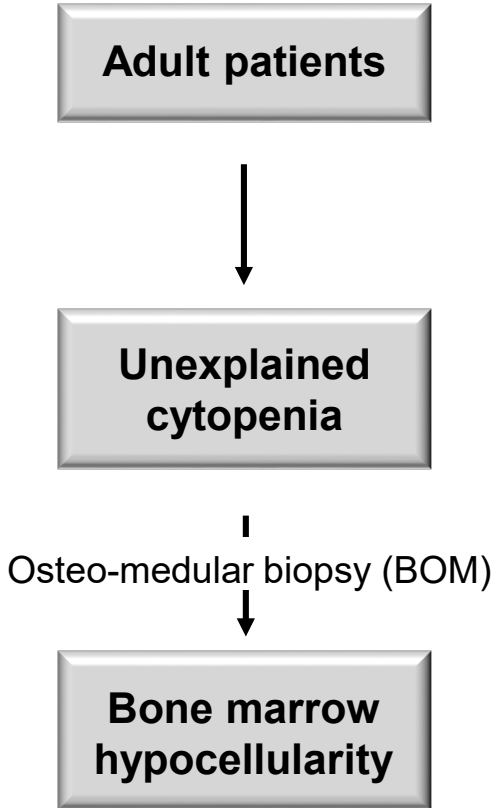 Adult patients
Unexplained
cytopenia
Osteo-medular biopsy (BOM)
Bone marrow
hypocellularity